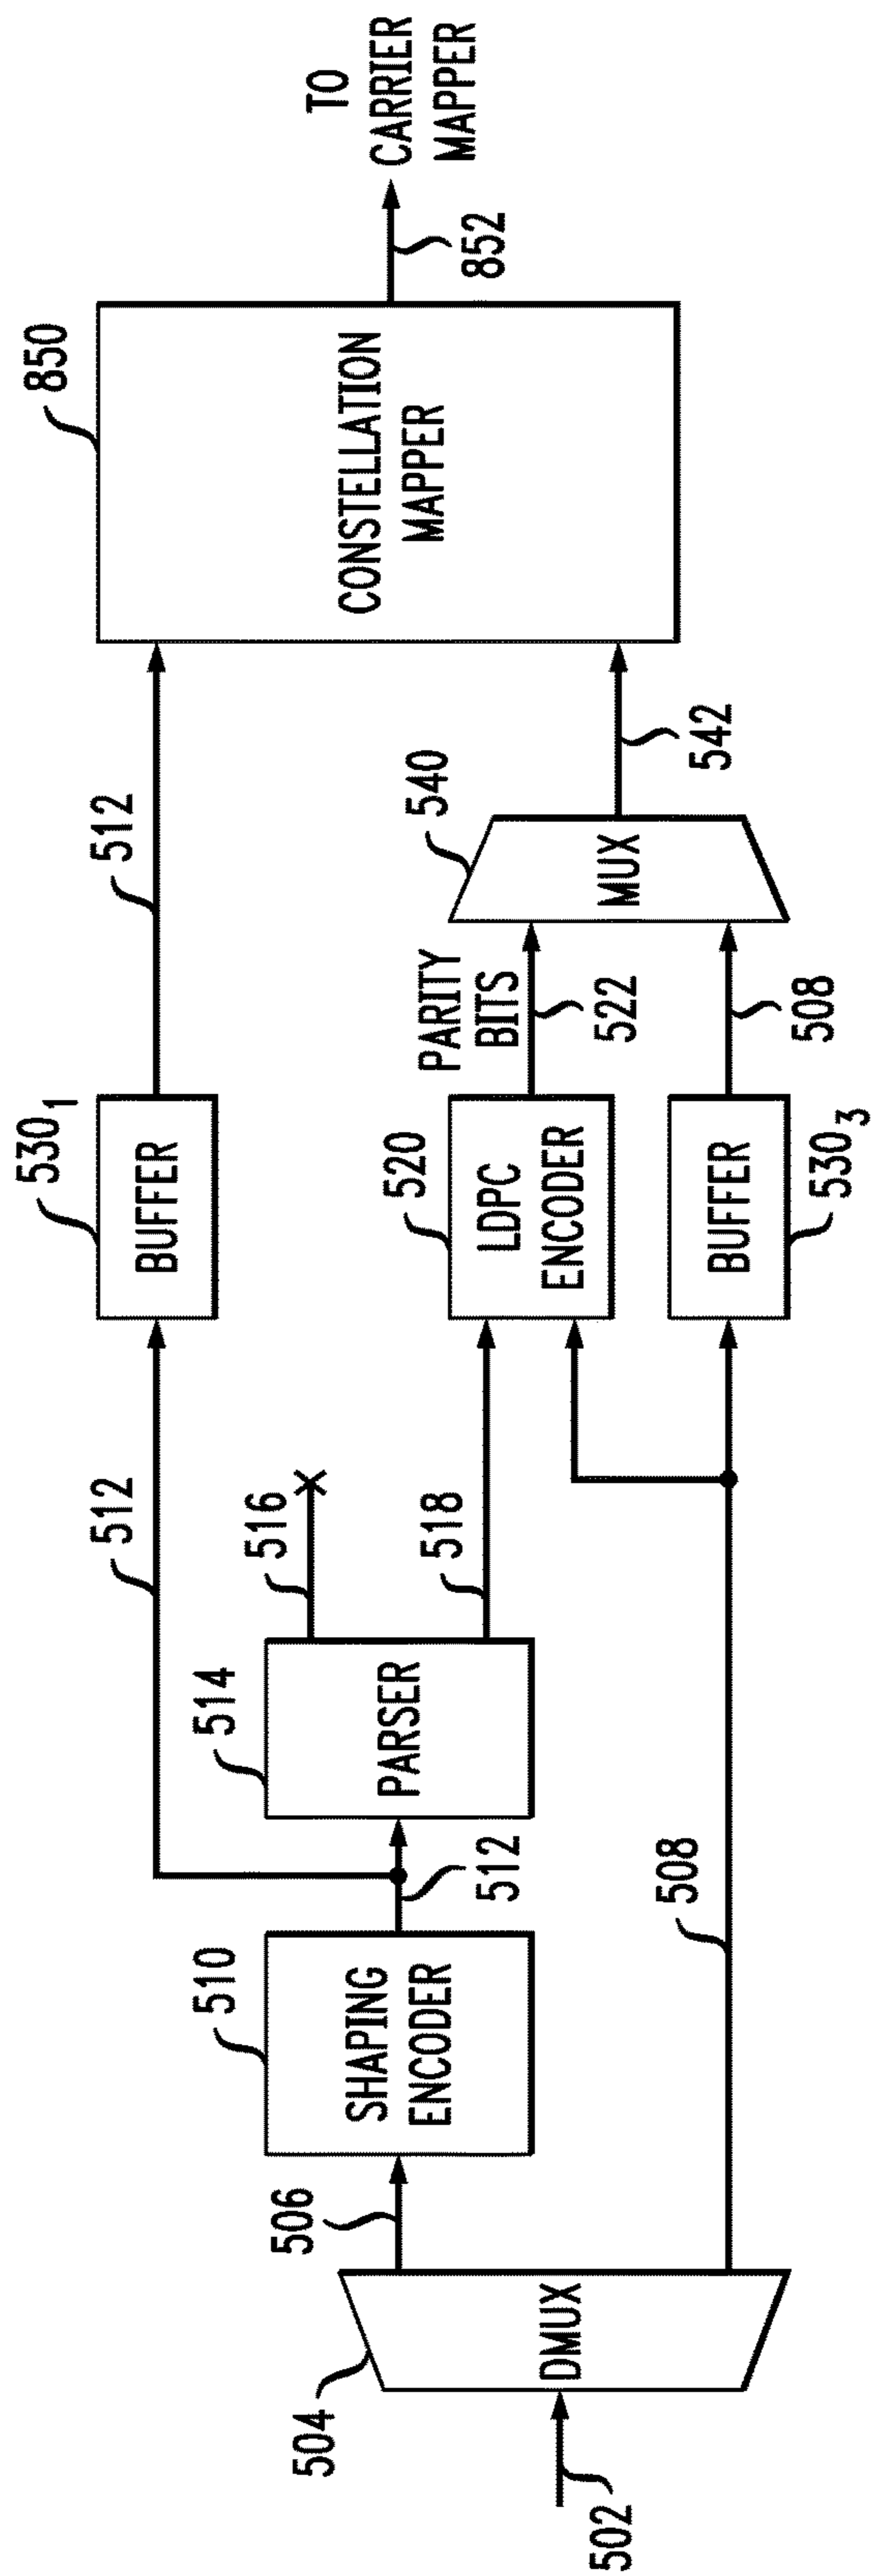 502
504
DMUX
506
508
510
SHAPING
ENCODER
512
512
514
PARSER
516
518
530₁
BUFFER
520
LDPC
ENCODER
BUFFER
530₃
512
PARITY
BITS
522
508
540
MUX
542
850
CONSTELLATION
MAPPER
852
TO
CARRIER
MAPPER